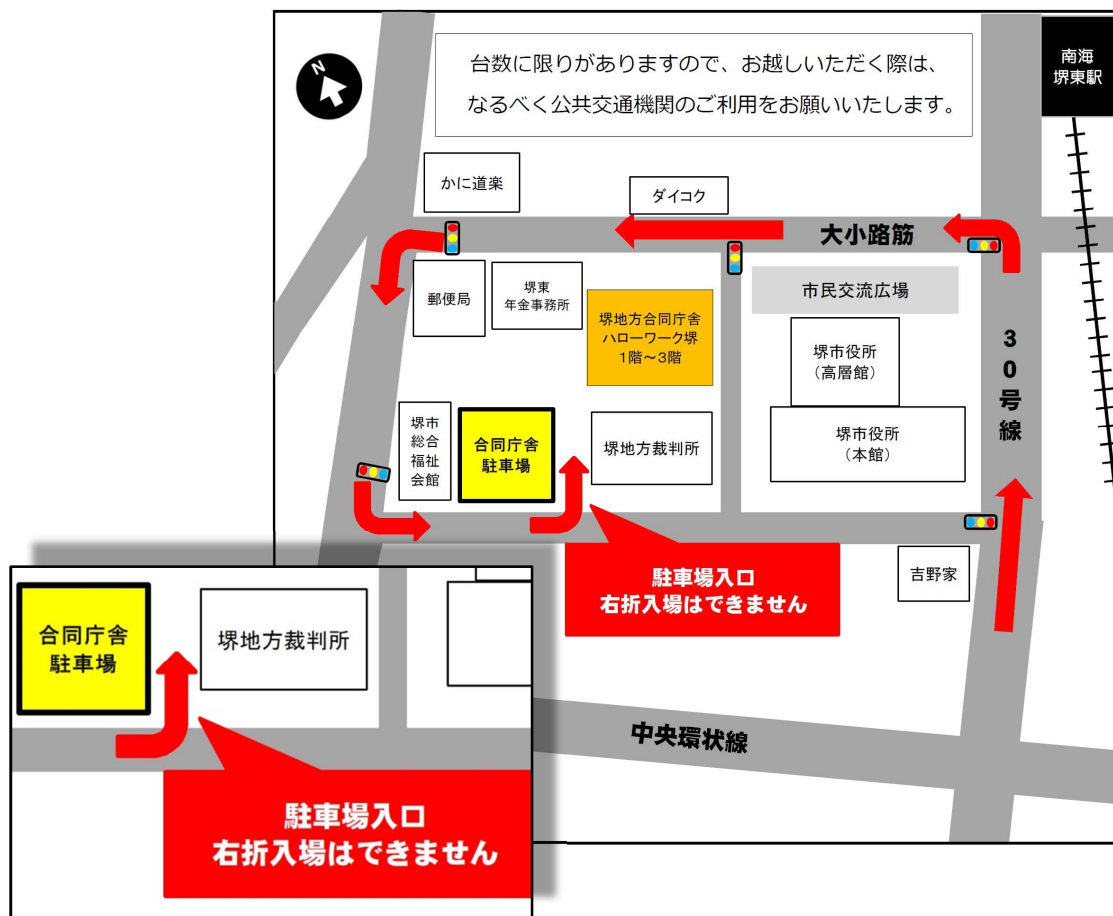 N
台数に限りがありますので、お越しいただく際は、
なるべく公共交通機関のご利用をお願いいたします。
南海
堺東駅
かに道楽
ダイコク
大小路筋
郵便局
堺東
年金事務所
堺地方合同庁舎
ハローワーク堺
1階～3階
市民交流広場
堺市役所
(高層館)
30号線
堺市
総合
福祉
会館
合同庁舎
駐車場
堺地方裁判所
堺市役所
(本館)
駐車場入口
右折入場はできません
吉野家
中央環状線
合同庁舎
駐車場
堺地方裁判所
駐車場入口
右折入場はできません